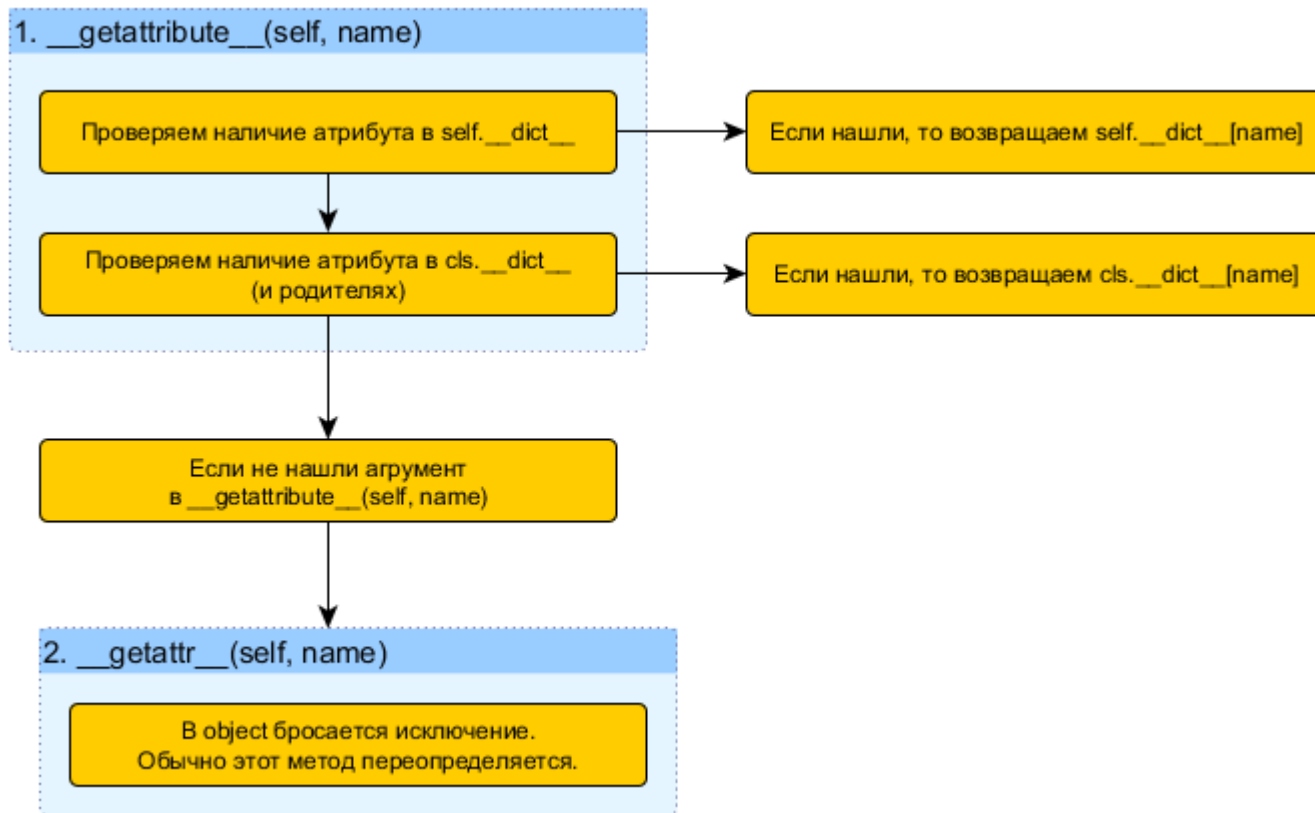 1. __getattribute__(self, name)
Проверяем наличие атрибута в self.__dict__
Если нашли, то возвращаем self.__dict__[name]
Проверяем наличие атрибута в cls.__dict__
(и родителях)
Если нашли, то возвращаем cls.__dict__[name]
Если не нашли агрумент
в __getattribute__(self, name)
2. __getattr__(self, name)
В object бросается исключение.
Обычно этот метод переопределяется.